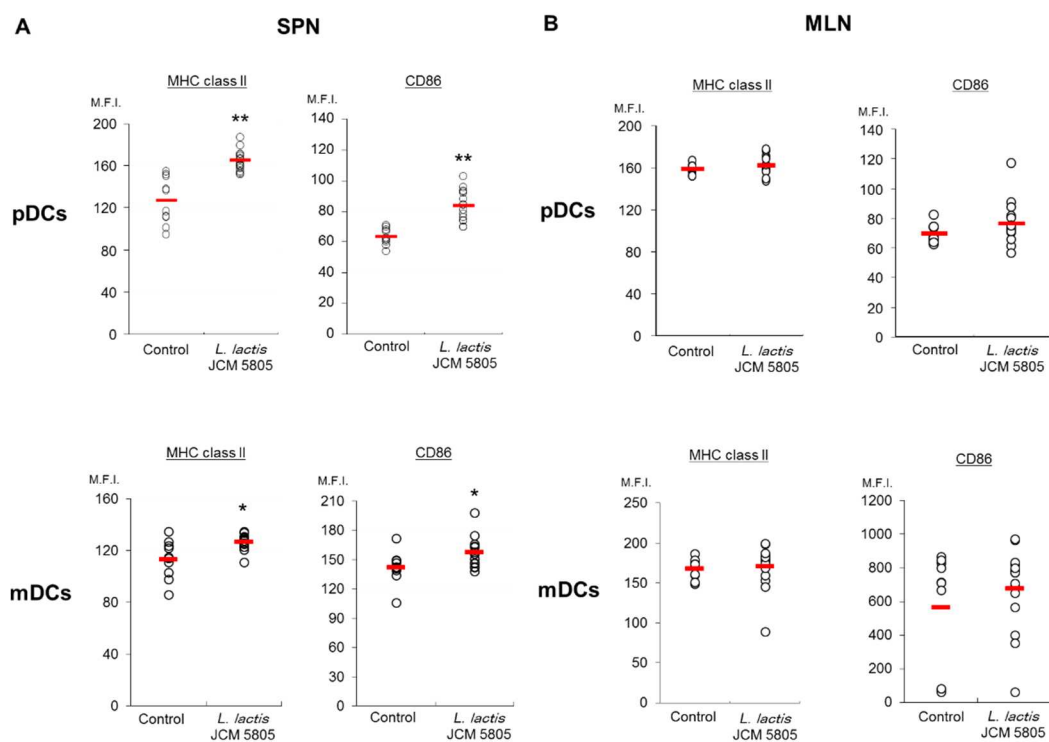 A
SPN
B
MLN
MHC class II
CD86
MHC class II
CD86
M.F.I.
M.F.I.
M.F.I.
M.F.I.
pDCs
200
160
120
80
40
0
**
Control
L. lactis
JCM 5805
140
120
100
80
60
40
20
0
**
Control
L. lactis
JCM 5805
pDCs
200
160
120
80
40
0
Control
L. lactis
JCM 5805
140
120
100
80
60
40
20
0
Control
L. lactis
JCM 5805
MHC class II
CD86
MHC class II
CD86
M.F.I.
M.F.I.
M.F.I.
M.F.I.
mDCs
160
120
80
40
0
*
Control
L. lactis
JCM 5805
210
180
150
140
90
60
30
0
*
Control
L. lactis
JCM 5805
mDCs
250
200
150
100
50
0
Control
L. lactis
JCM 5805
1200
1000
800
600
400
200
0
Control
L. lactis
JCM 5805